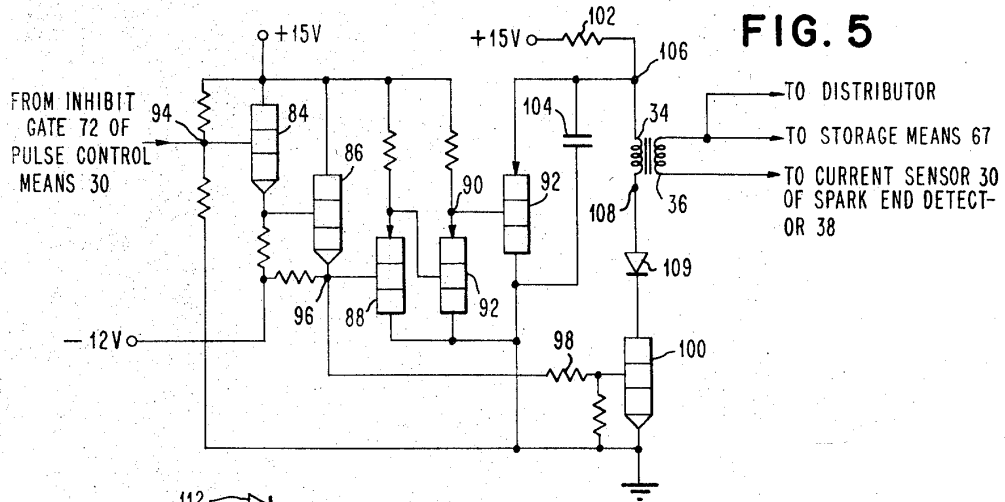 FIG. 5
102
+15V
+15V
106
FROM INHIBIT
GATE 72 OF
PULSE CONTROL
MEANS 30
94
84
104
34
TO DISTRIBUTOR
TO STORAGE MEANS 67
TO CURRENT SENSOR 30
OF SPARK END DETECT-
OR 38
86
90
92
108
36
109
96
88
92
-12V
98
100
112